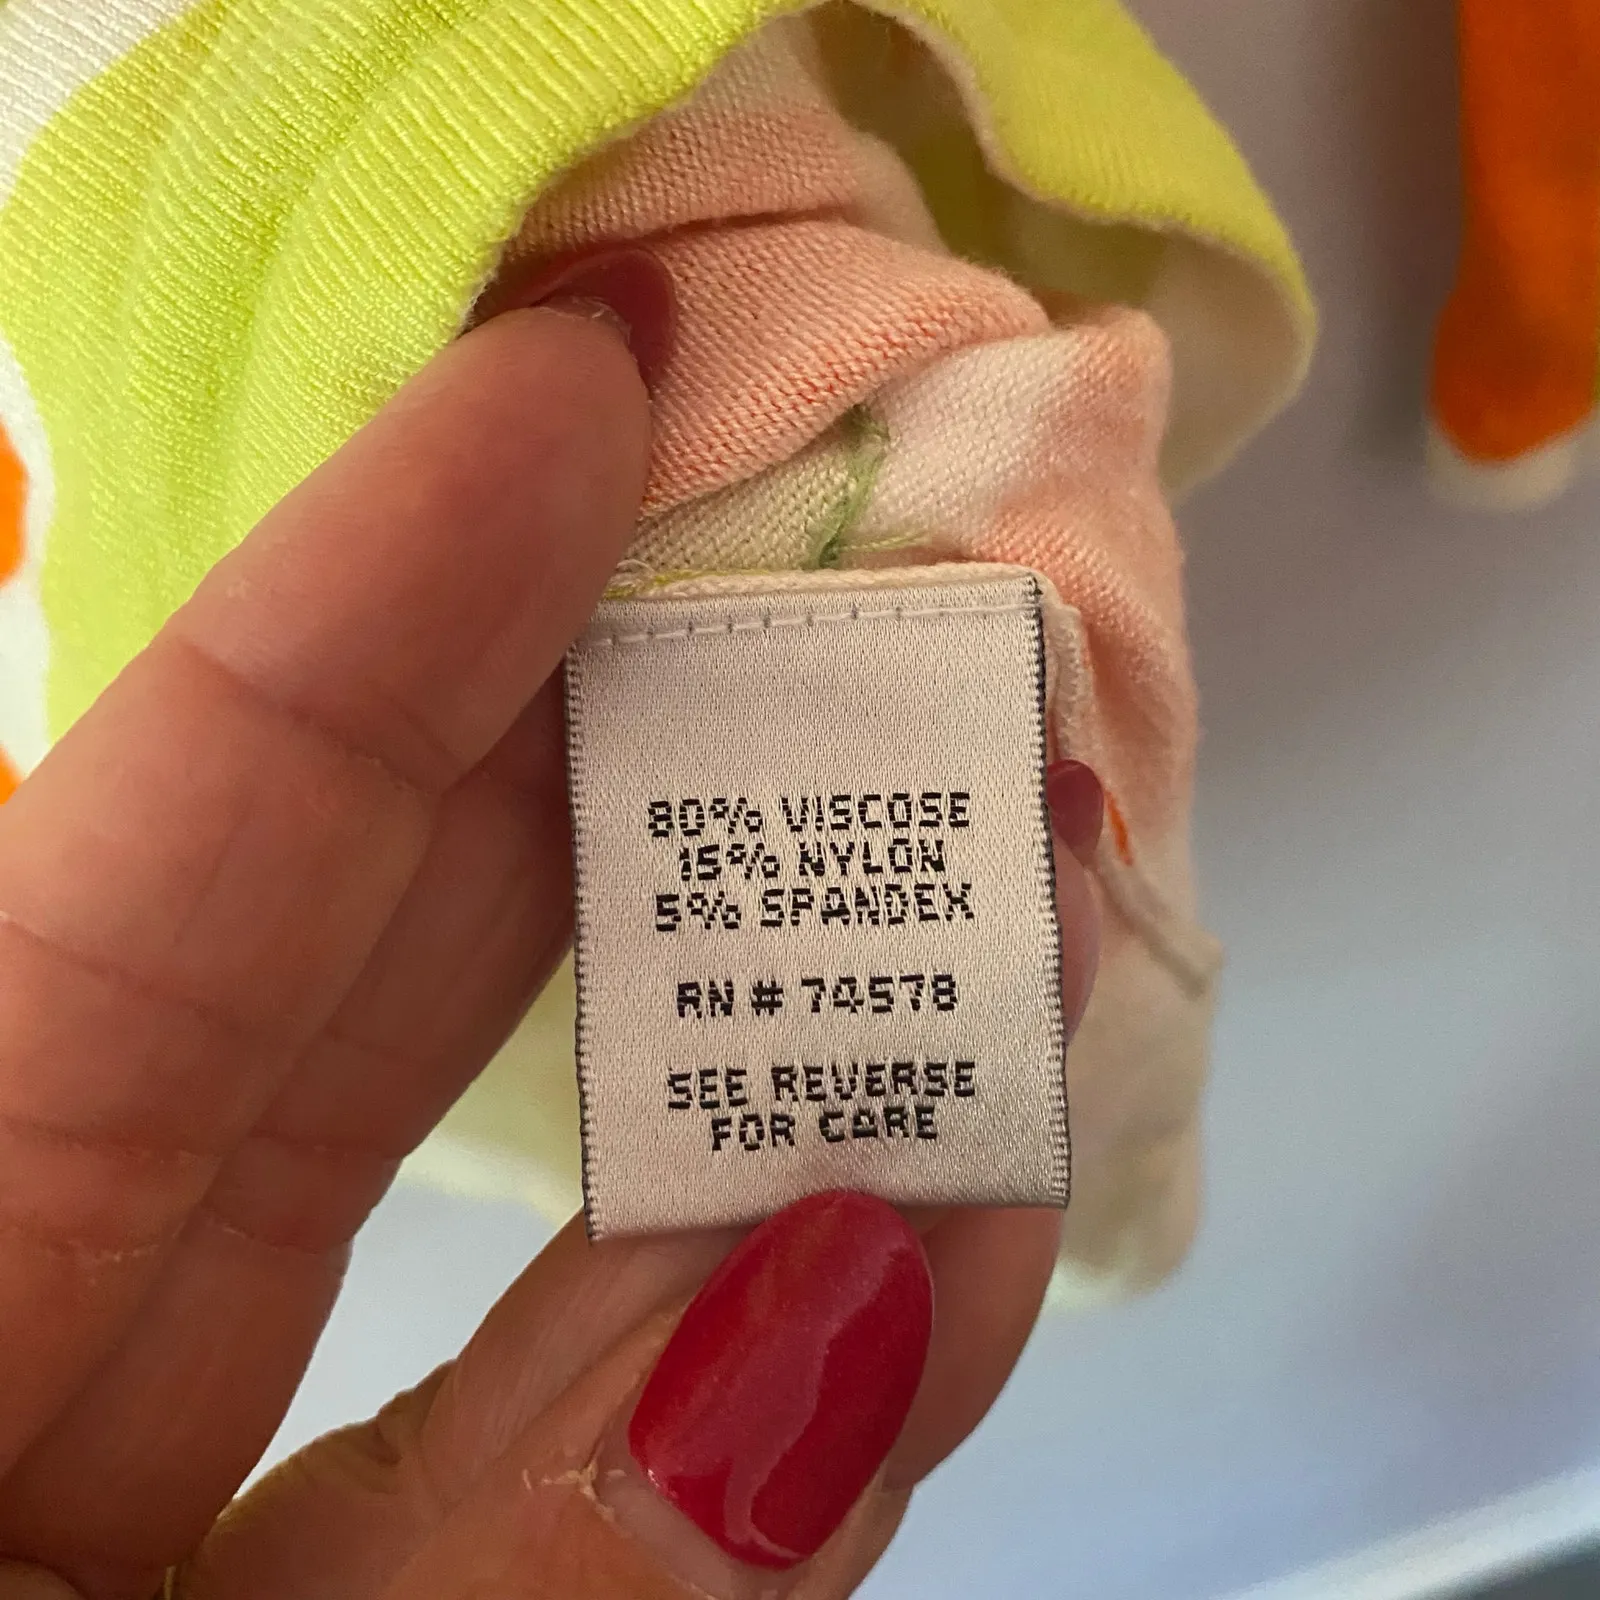 80% VISCOSE
15% NYLON
5% SPANDEX
RN # 74578
SEE REVERSE
FOR CARE